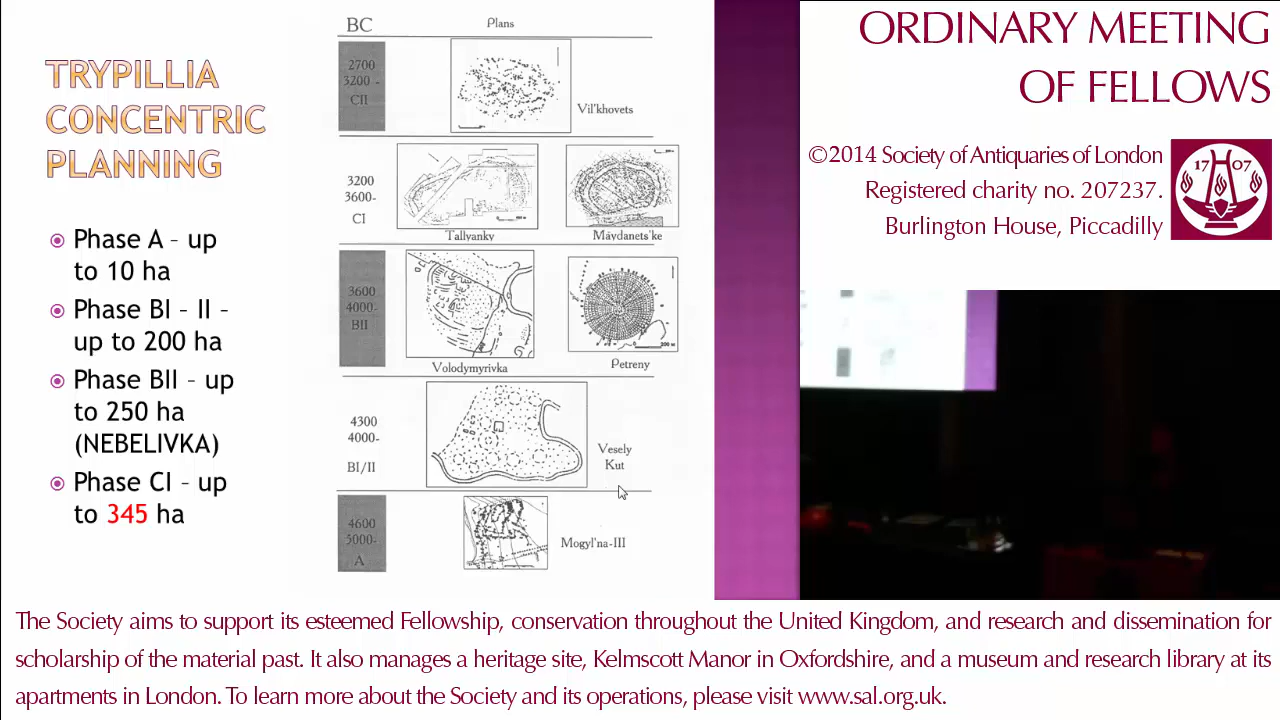 TRYPILLIA
CONCENTRIC
PLANNING
Phase A – up
to 10 ha
Phase BI – II –
up to 200 ha
Phase BII – up
to 250 ha
(NEBELIVKA)
Phase CI – up
to 345 ha
BC
Plans
2700
3200 -
CII
Vil'khovets
3200
3600-
CI
Tallyanky
Máydanets'ke
3600
4000-
BII
Volodymyrivka
Petreny
200 m
4300
4000-
BI/II
Vesely
Kut
4600
5000-
A
Mogyl'na-III
ORDINARY MEETING
OF FELLOWS
©2014 Society of Antiquaries of London
Registered charity no. 207237.
Burlington House, Piccadilly
17 07
The Society aims to support its esteemed Fellowship, conservation throughout the United Kingdom, and research and dissemination for
scholarship of the material past. It also manages a heritage site, Kelmscott Manor in Oxfordshire, and a museum and research library at its
apartments in London. To learn more about the Society and its operations, please visit www.sal.org.uk.